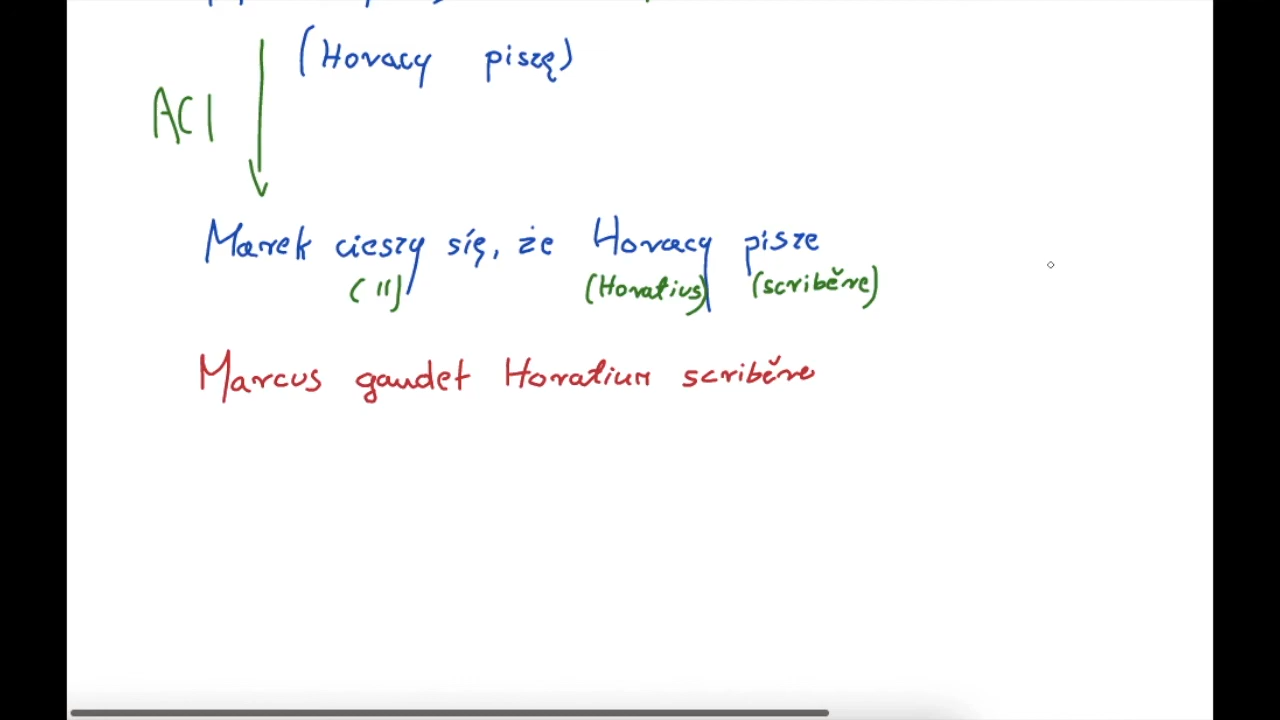 (Horacy piszę)
ACI
Marek cieszy się, że Horacy pisze
(II) (Horatius) (scribĕre)
Marcus gaudet Horatium scribĕre